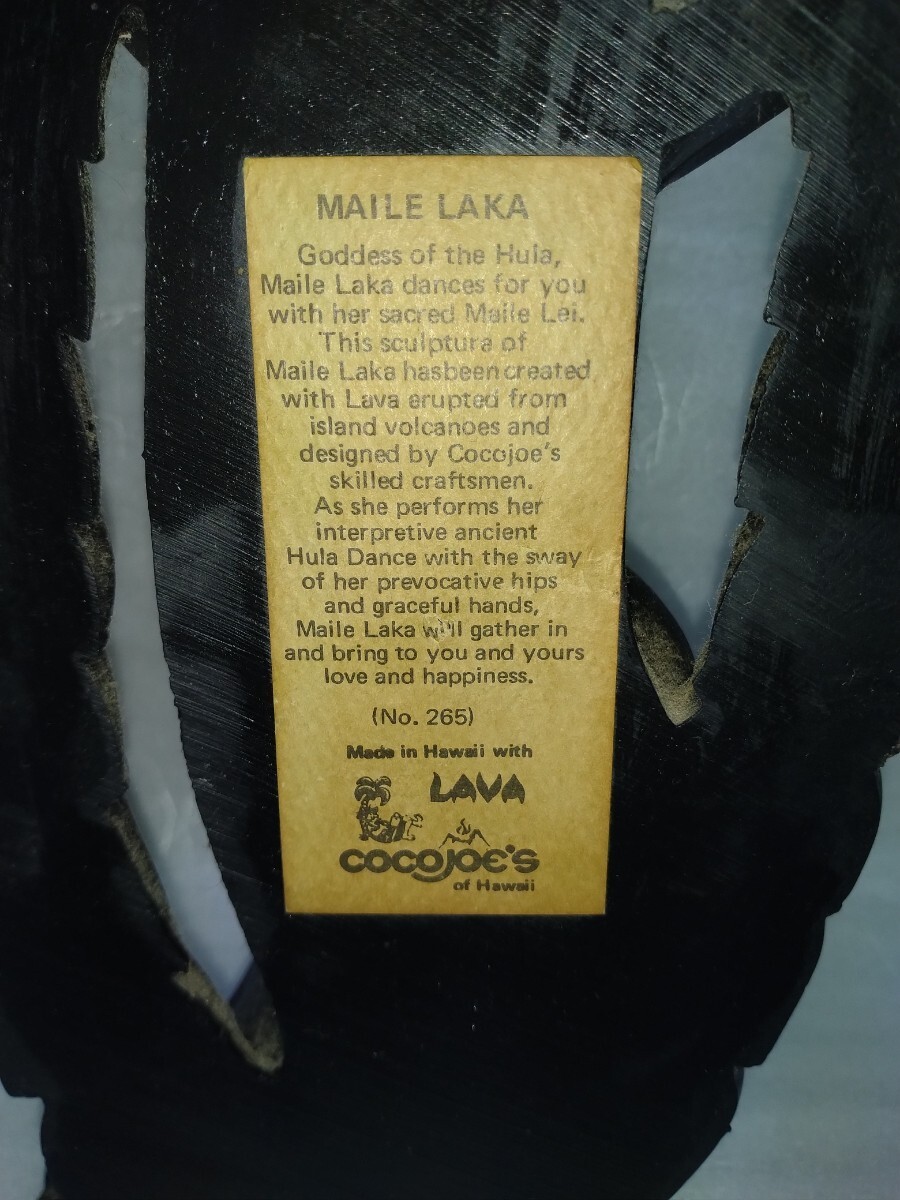 MAILE LAKA
Goddess of the Hula,
Maile Laka dances for you
with her sacred Maile Lei.
This sculptura of
Maile Laka hasbeencreated
with Lava erupted from
island volcanoes and
designed by Cocojoe's
skilled craftsmen.
As she performs her
interpretive ancient
Hula Dance with the sway
of her prevocative hips
and graceful hands,
Maile Laka will gather in
and bring to you and yours
love and happiness.
(No. 265)
Made in Hawaii with
LAVA
COCOJOE'S
of Hawaii